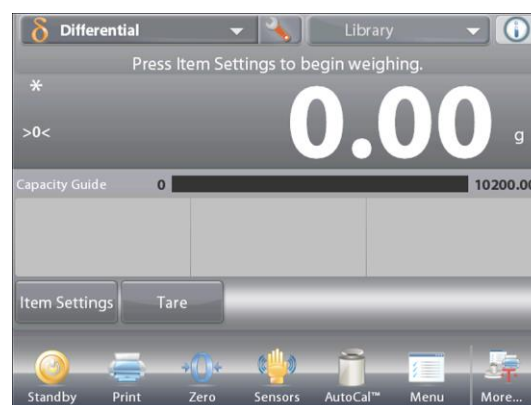 δ Differential Library i
Press Item Settings to begin weighing.
*
>0<
0.00 g
Capacity Guide 0 10200.00
Item Settings Tare
Standby Print Zero Sensors AutoCal™ Menu More...